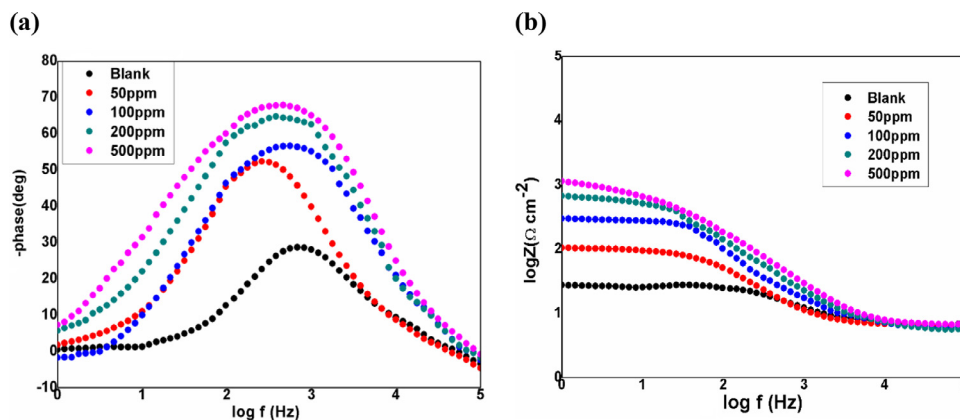 (a)
(b)
80
70
60
50
40
30
20
10
0
-10
-phase(deg)
Blank
50ppm
100ppm
200ppm
500ppm
0
1
2
3
4
5
log f (Hz)
5
4
3
2
1
0
logZ(Ω cm⁻²)
Blank
50ppm
100ppm
200ppm
500ppm
0
1
2
3
4
log f (Hz)